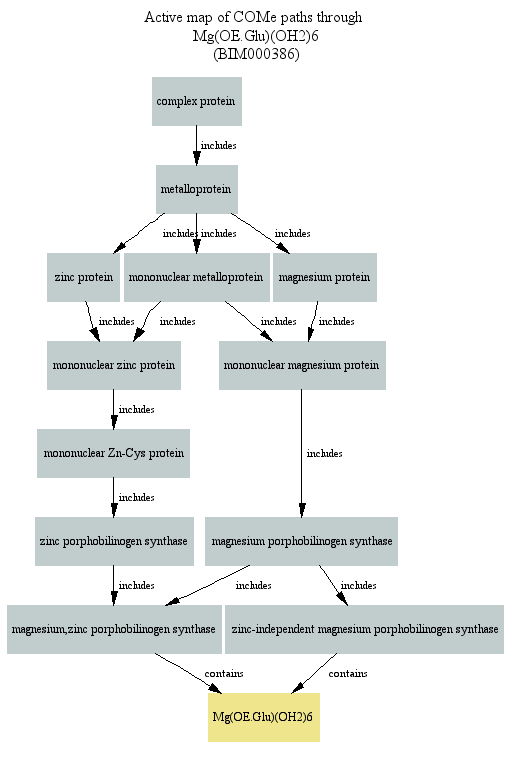 Active map of COMe paths through
Mg(OE.Glu)(OH2)6
(BIM000386)
complex protein
includes
metalloprotein
includes includes includes
zinc protein mononuclear metalloprotein magnesium protein
includes includes includes includes
mononuclear zinc protein mononuclear magnesium protein
includes
mononuclear Zn-Cys protein
includes
includes
zinc porphobilinogen synthase magnesium porphobilinogen synthase
includes includes includes
magnesium,zinc porphobilinogen synthase zinc-independent magnesium porphobilinogen synthase
contains contains
Mg(OE.Glu)(OH2)6